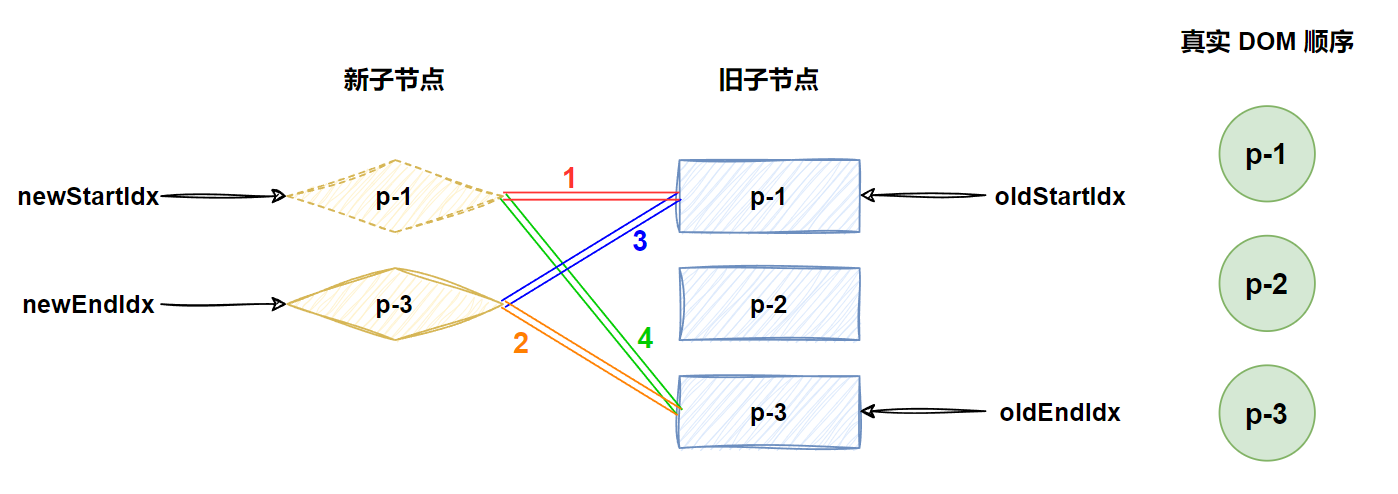 真实 DOM 顺序
新子节点
旧子节点
newStartIdx
p-1
1
p-1
oldStartIdx
p-1
3
newEndIdx
p-3
p-2
p-2
2
4
p-3
oldEndIdx
p-3